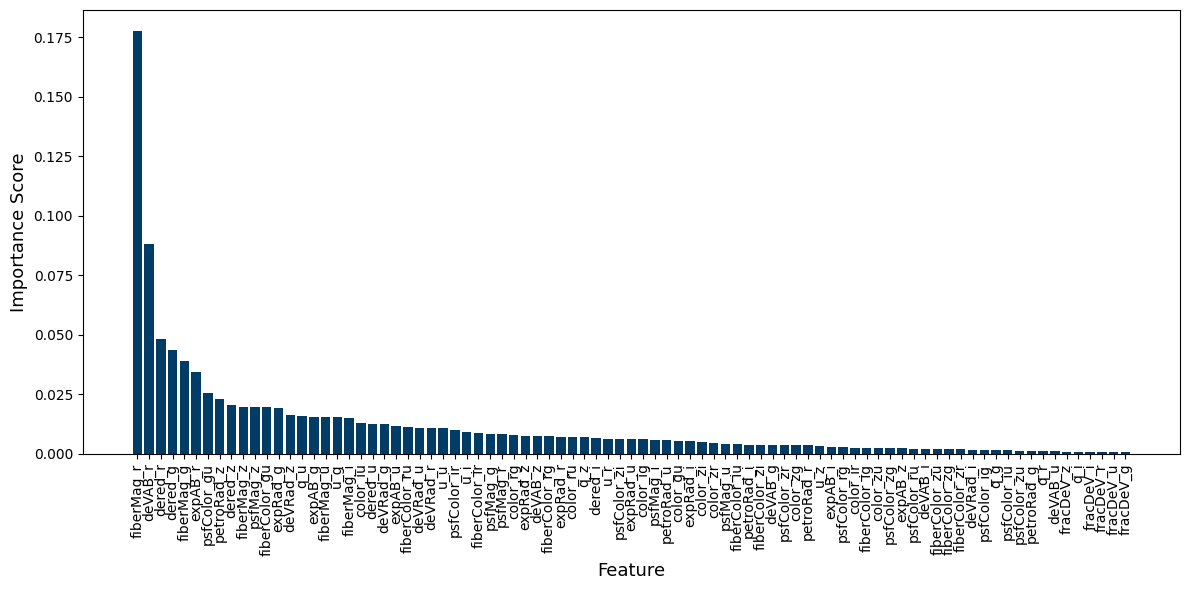 Importance Score
0.175
0.150
0.125
0.100
0.075
0.050
0.025
0.000
fiberMag_r
deVAB_r
dered_r
dered_g
fiberMag_g
expAB_r
psfColor_gu
petroRad_z
dered_z
fiberMag_z
psfMag_z
fiberColor_gu
expRad_g
deVRad_z
q_u
expAB_g
fiberMag_u
u_g
fiberMag_i
color_iu
dered_u
deVRad_g
expAB_u
fiberColor_ru
deVRad_u
deVRad_r
u_u
psfColor_ir
u_i
fiberColor_ir
psfMag_g
psfMag_r
color_rg
expRad_z
deVAB_z
fiberColor_rg
expRad_r
color_ru
q_z
dered_i
u_r
psfColor_zi
expRad_u
color_ig
psfMag_i
petroRad_u
color_gu
expRad_i
color_zi
color_zr
psfMag_u
fiberColor_iu
petroRad_i
fiberColor_zi
deVAB_g
psfColor_zr
color_zg
petroRad_r
u_z
expAB_i
psfColor_rg
color_ir
fiberColor_ig
color_zu
psfColor_zg
expAB_z
psfColor_ru
deVAB_i
fiberColor_zu
fiberColor_zg
fiberColor_zr
deVRad_i
psfColor_ig
q_g
psfColor_iu
psfColor_zu
petroRad_g
q_r
deVAB_u
fracDeV_z
q_i
fracDeV_i
fracDeV_r
fracDeV_u
fracDeV_g
Feature